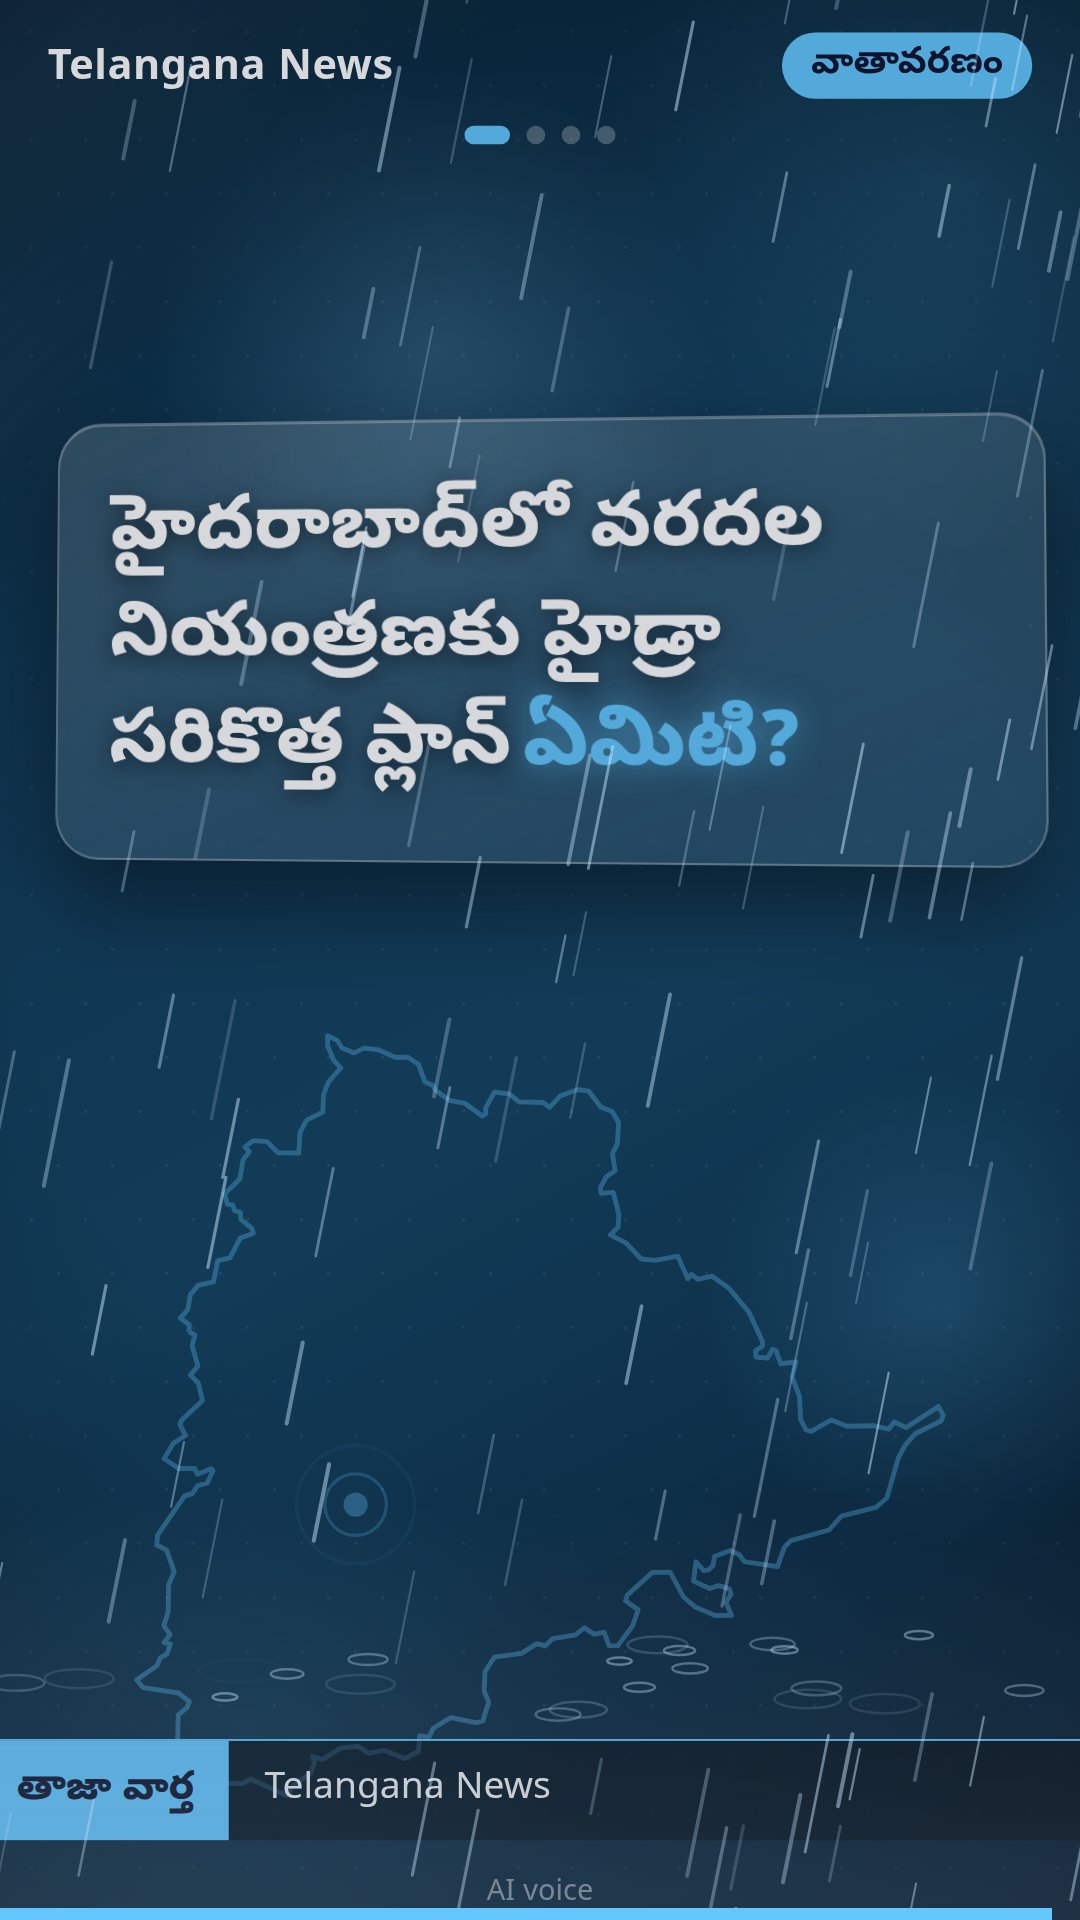 Telangana News
వాతావరణం
హైదరాబాద్‌లో వరదల
నియంత్రణకు హైడ్రా
సరికొత్త ప్లాన్ ఏమిటి?
తాజా వార్త
Telangana News
AI voice